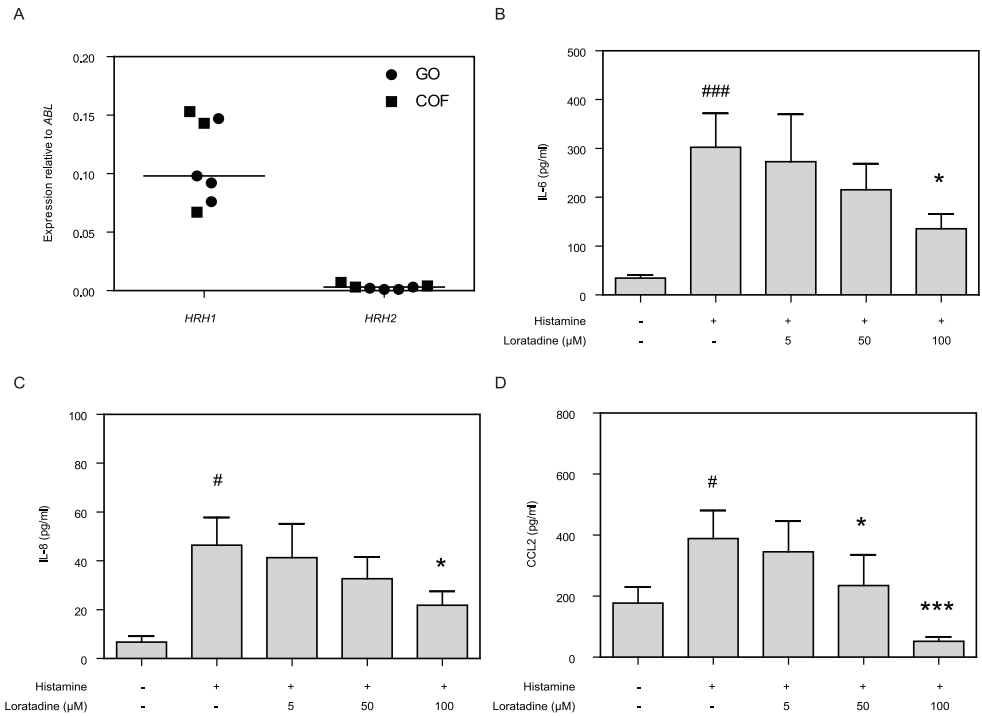 A
Expression relative to ABL
0.20
0.15
0.10
0.05
0.00
GO
COF
HRH1 HRH2
B
IL-6 (pg/ml)
500
400
300
200
100
0
###
*
Histamine - + + + +
Loratadine (µM) - - 5 50 100
C
IL-8 (pg/ml)
100
80
60
40
20
0
#
*
Histamine - + + + +
Loratadine (µM) - - 5 50 100
D
CCL2 (pg/ml)
800
600
400
200
0
#
*
***
Histamine - + + + +
Loratadine (µM) - - 5 50 100